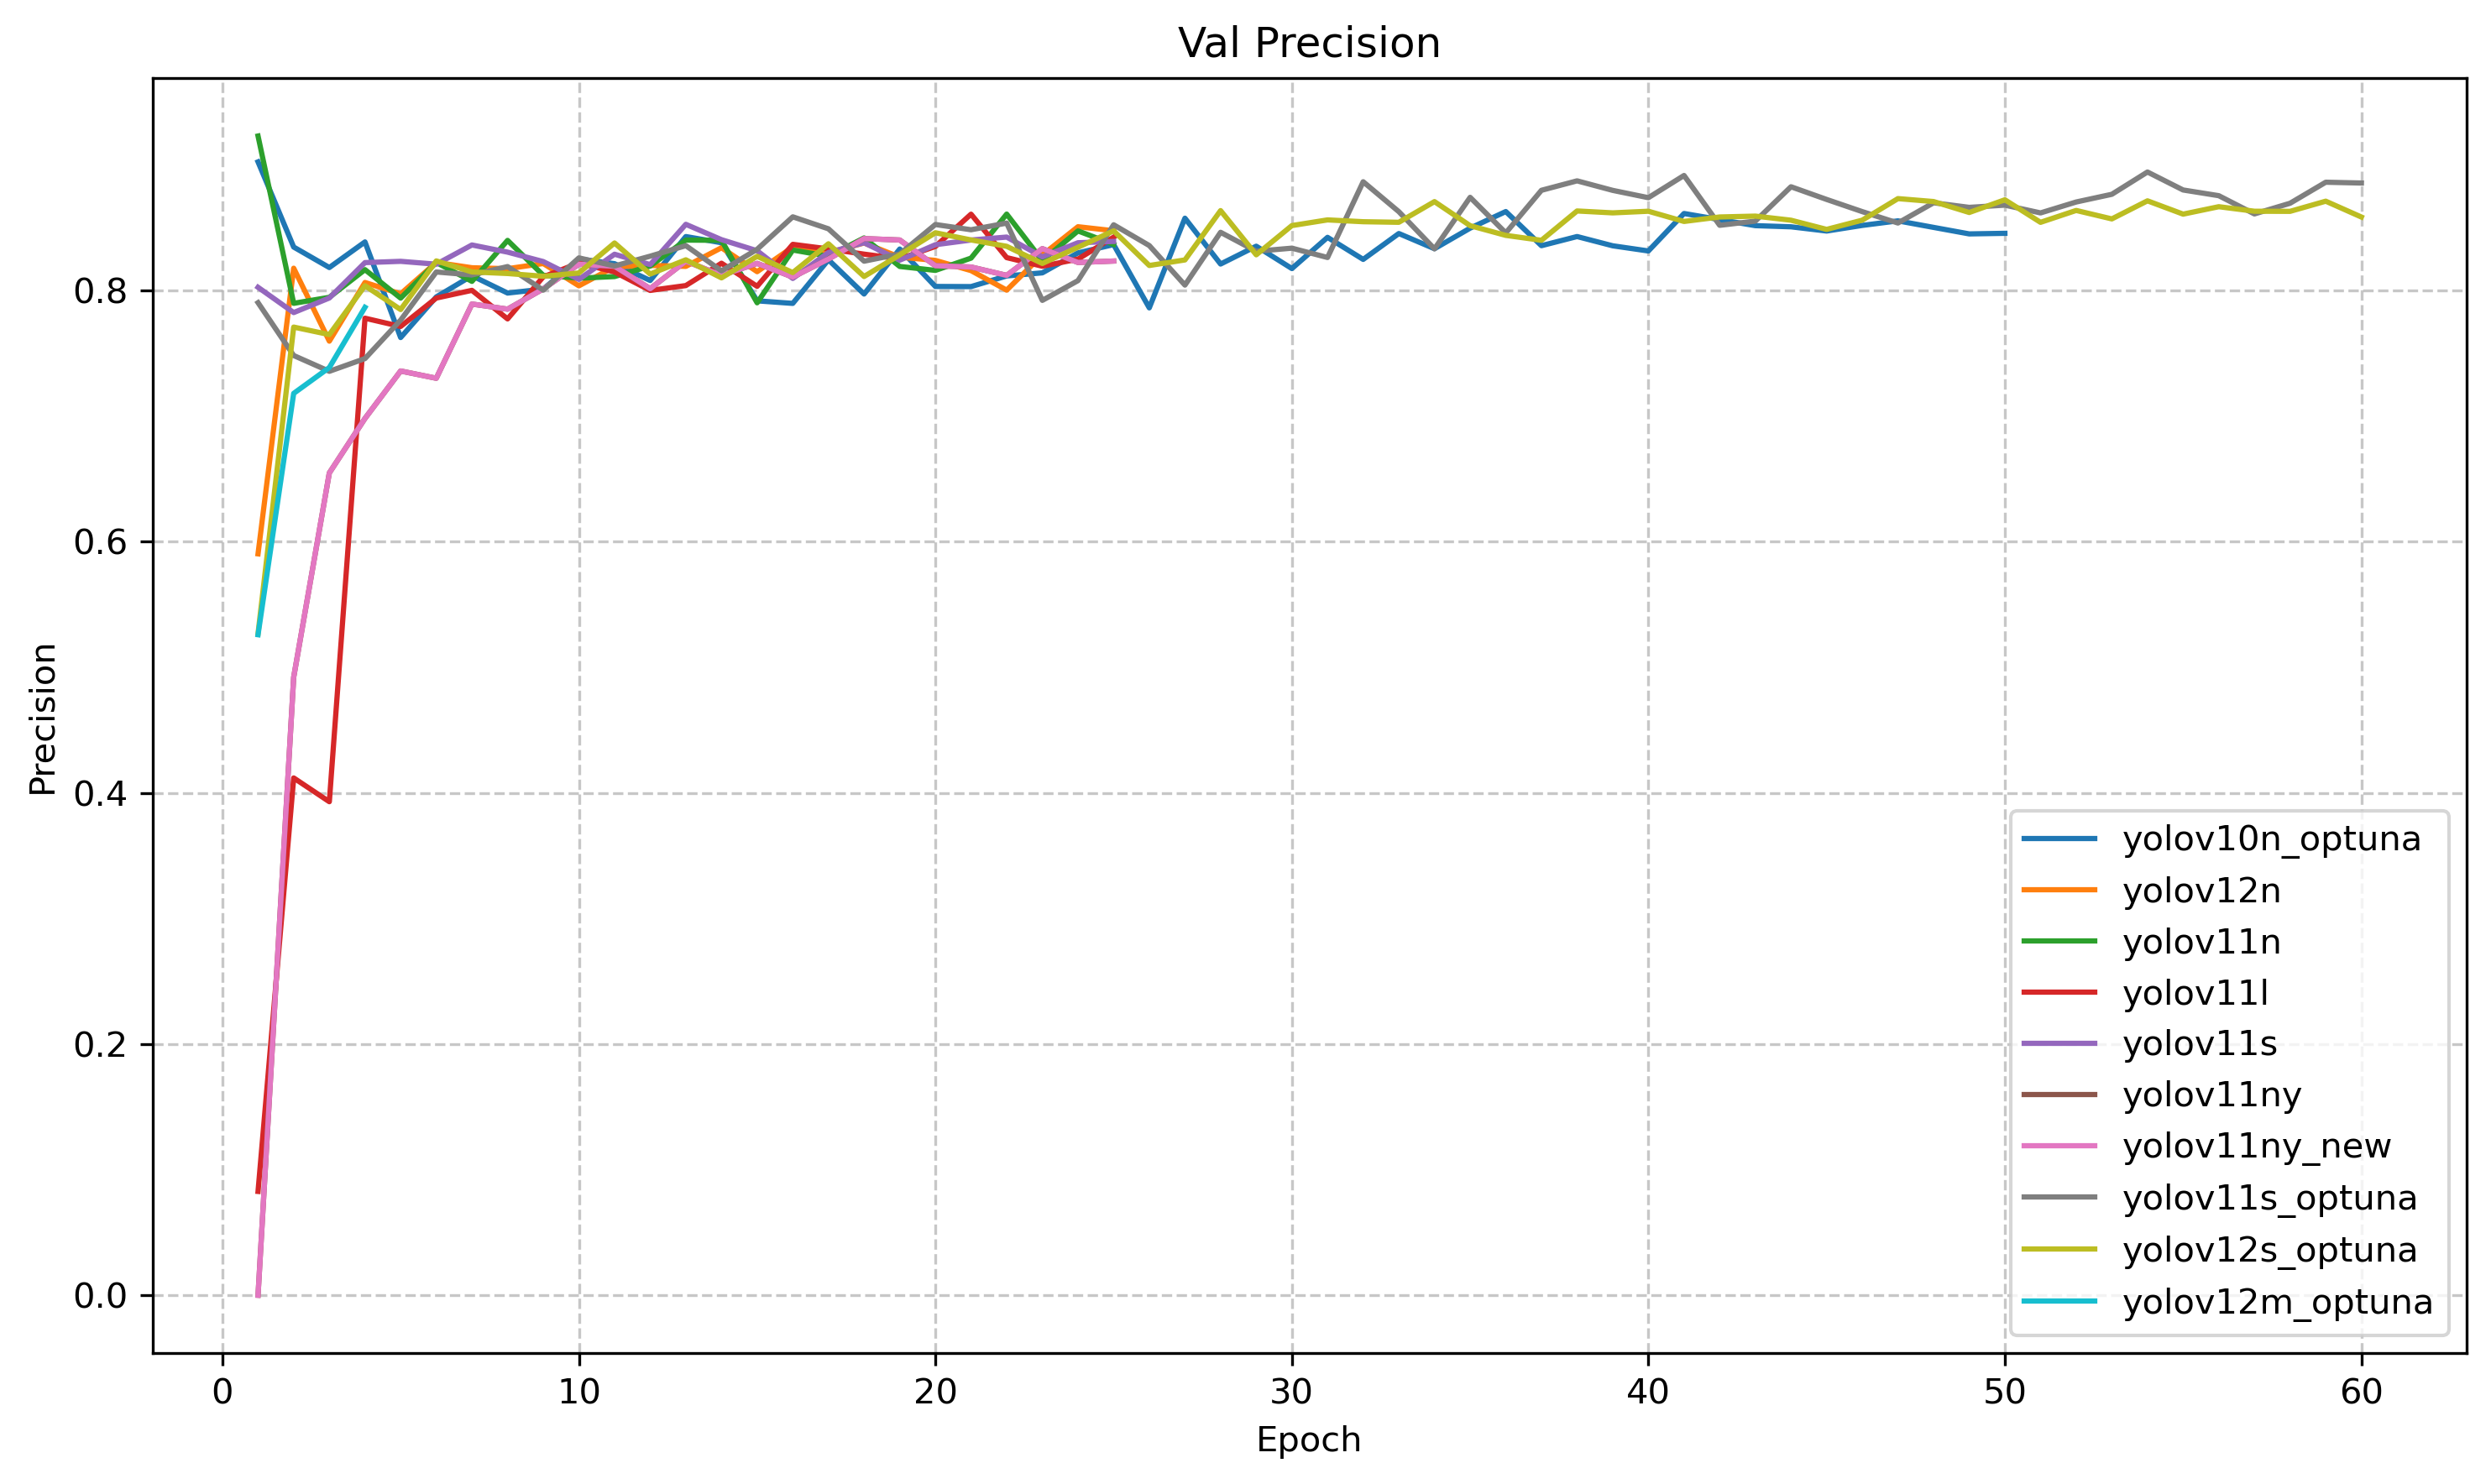 Val Precision
Precision
0.8
0.6
0.4
0.2
0.0
0 10 20 30 40 50 60
Epoch
yolov10n_optuna
yolov12n
yolov11n
yolov11l
yolov11s
yolov11ny
yolov11ny_new
yolov11s_optuna
yolov12s_optuna
yolov12m_optuna